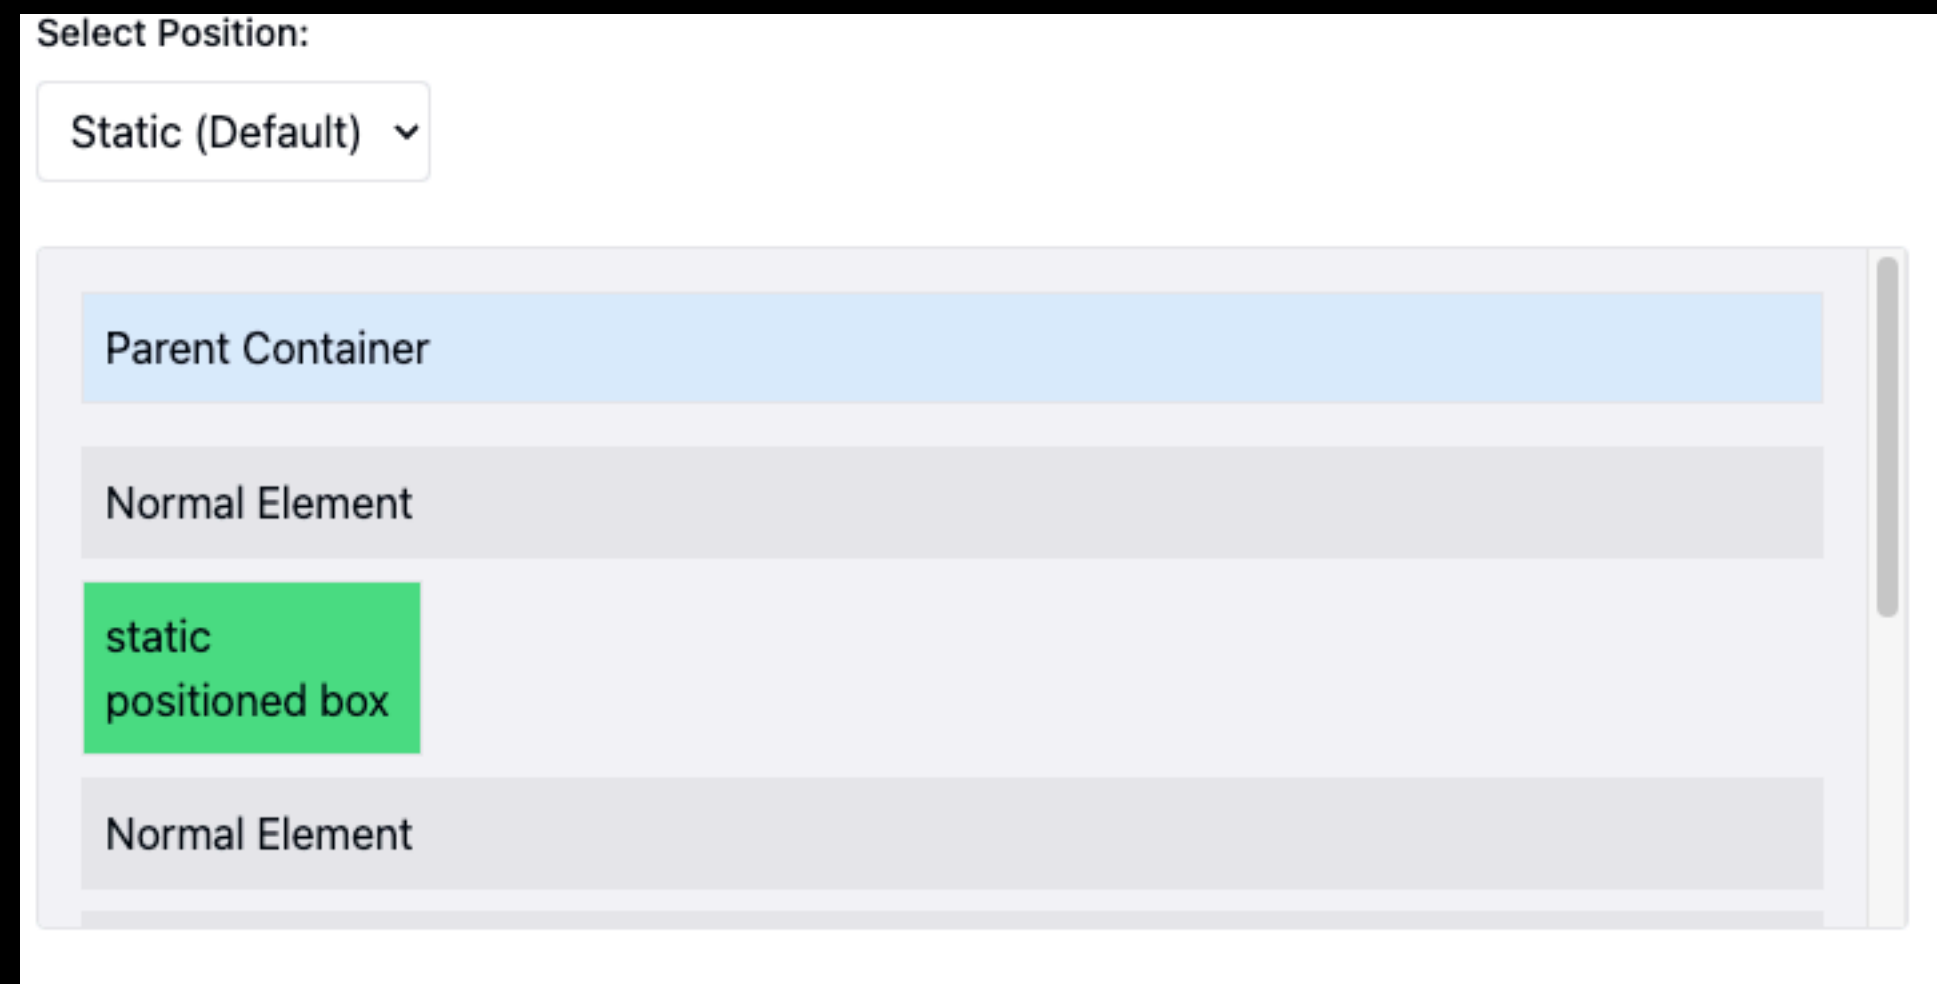 Select Position:
Static (Default)
Parent Container
Normal Element
static
positioned box
Normal Element